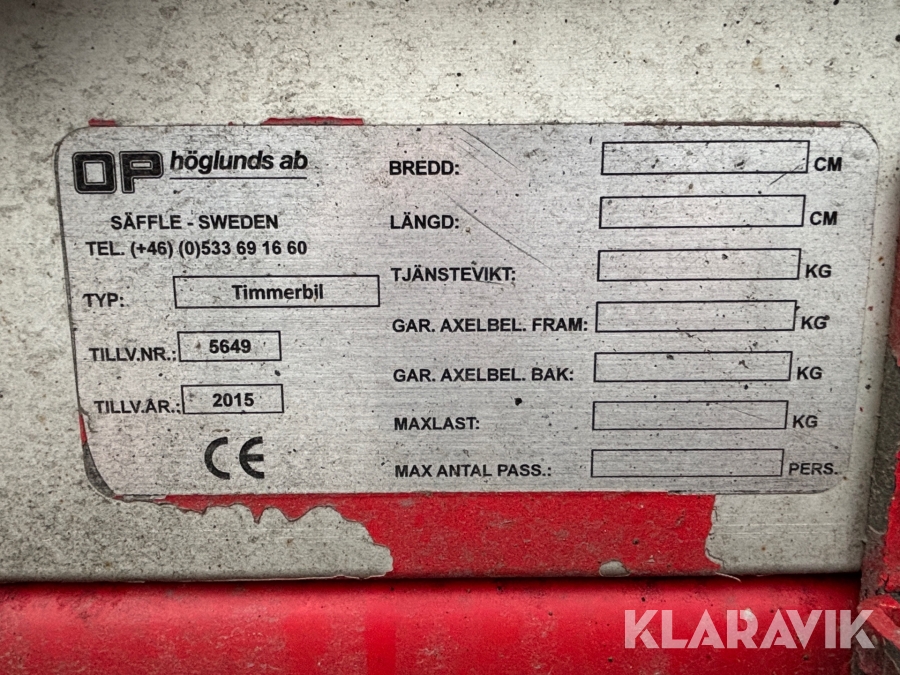 OP höglunds ab
SÄFFLE - SWEDEN
TEL. (+46) (0)533 69 16 60
TYP: Timmerbil
TILLV.NR.: 5649
TILLV.ÅR.: 2015
CE
BREDD: CM
LÄNGD: CM
TJÄNSTEVIKT: KG
GAR. AXELBEL. FRAM: KG
GAR. AXELBEL. BAK: KG
MAXLAST: KG
MAX ANTAL PASS.: PERS.
KLARAVIK